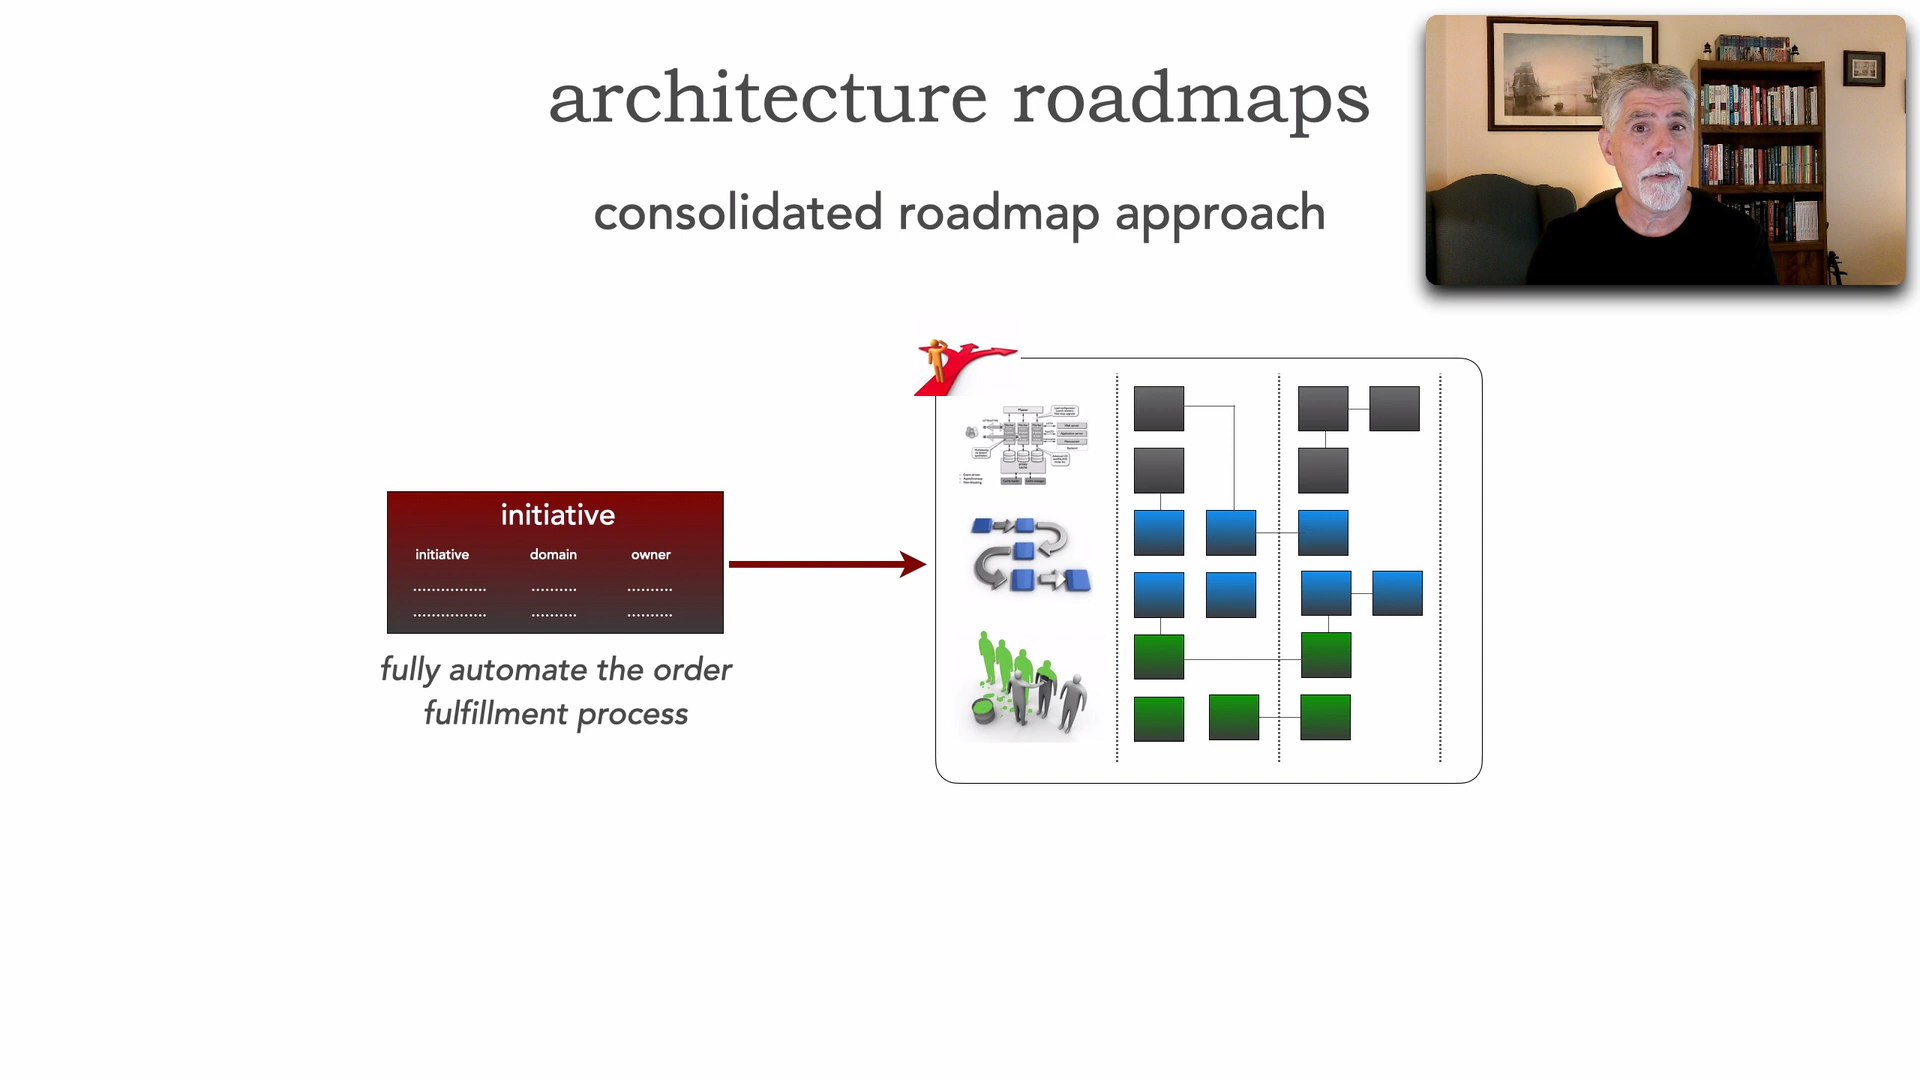 architecture roadmaps
consolidated roadmap approach
initiative
initiative domain owner
................ .......... ..........
................ .......... ..........
fully automate the order
fulfillment process